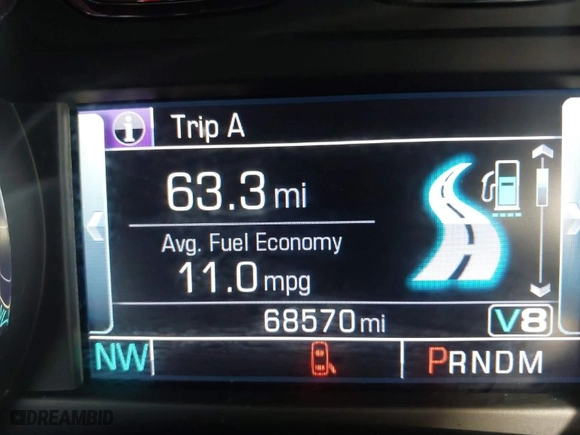 Trip A
63.3 mi
Avg. Fuel Economy
11.0 mpg
68570 mi V8
NW PRNDM
DREAMBID